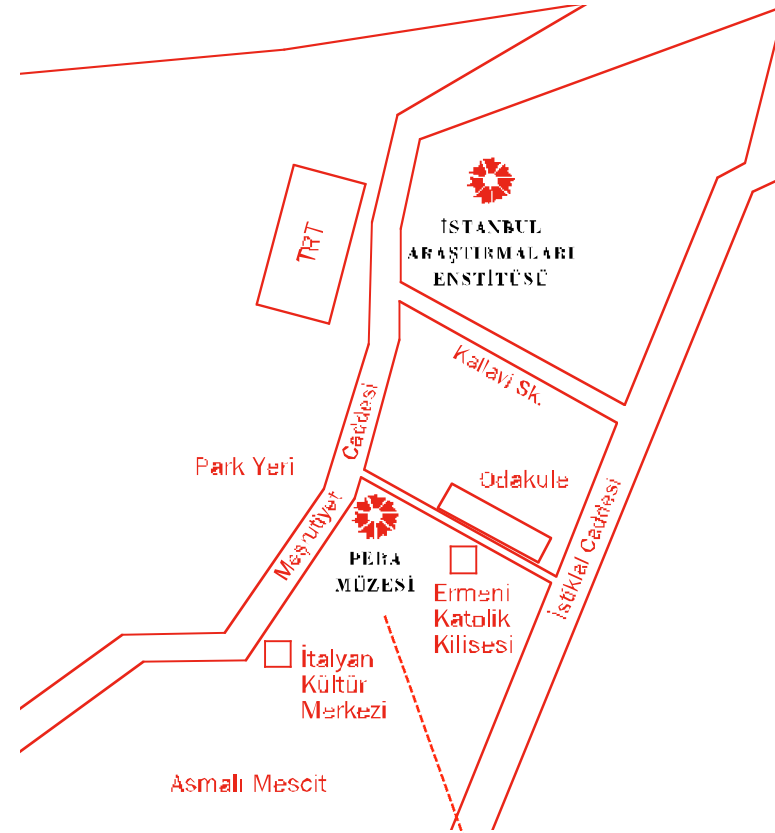 TRT
İSTANBUL
ARAŞTIRMALARI
ENSTİTÜSÜ
Kallavi Sk.
Meşrutiyet Caddesi
Park Yeri
Odakule
İstiklal Caddesi
PERA
MÜZESİ
Ermeni
Katolik
Kilisesi
İtalyan
Kültür
Merkezi
Asmalı Mescit